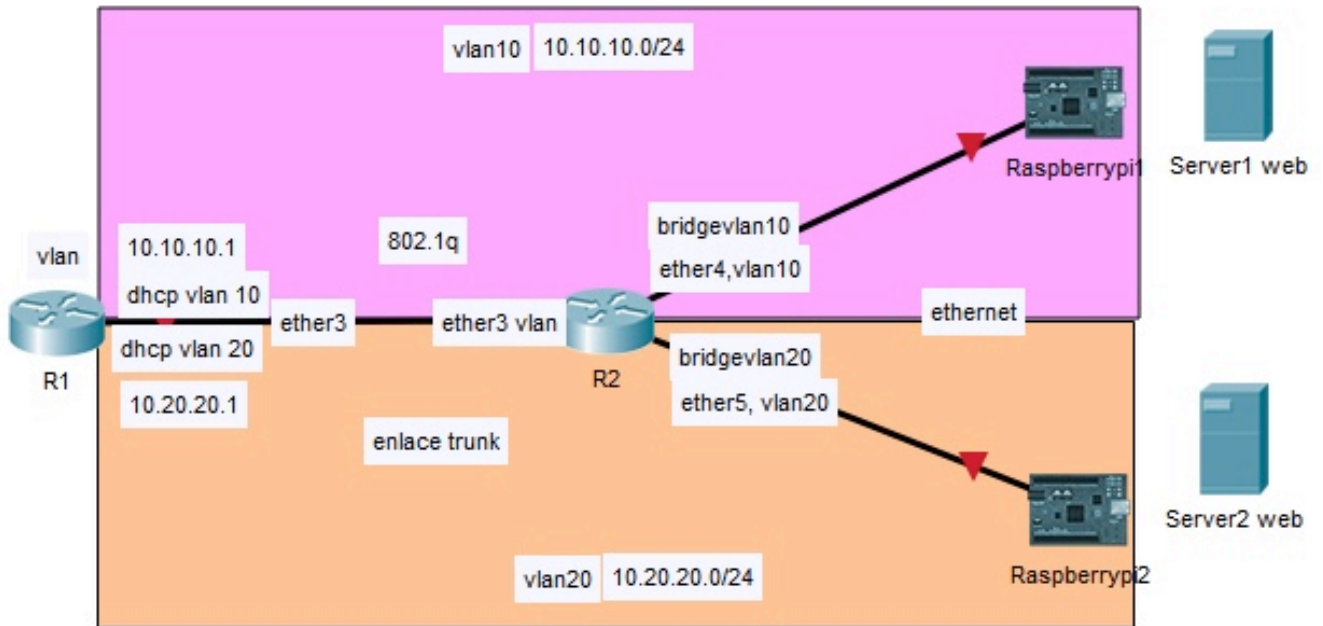 vlan10 10.10.10.0/24
Raspberrypi1
Server1 web
vlan
10.10.10.1
802.1q
bridgevlan10
dhcp vlan 10
ether4,vlan10
ether3
ether3 vlan
ethernet
dhcp vlan 20
bridgevlan20
R1
R2
10.20.20.1
ether5, vlan20
enlace trunk
Server2 web
vlan20 10.20.20.0/24
Raspberrypi2